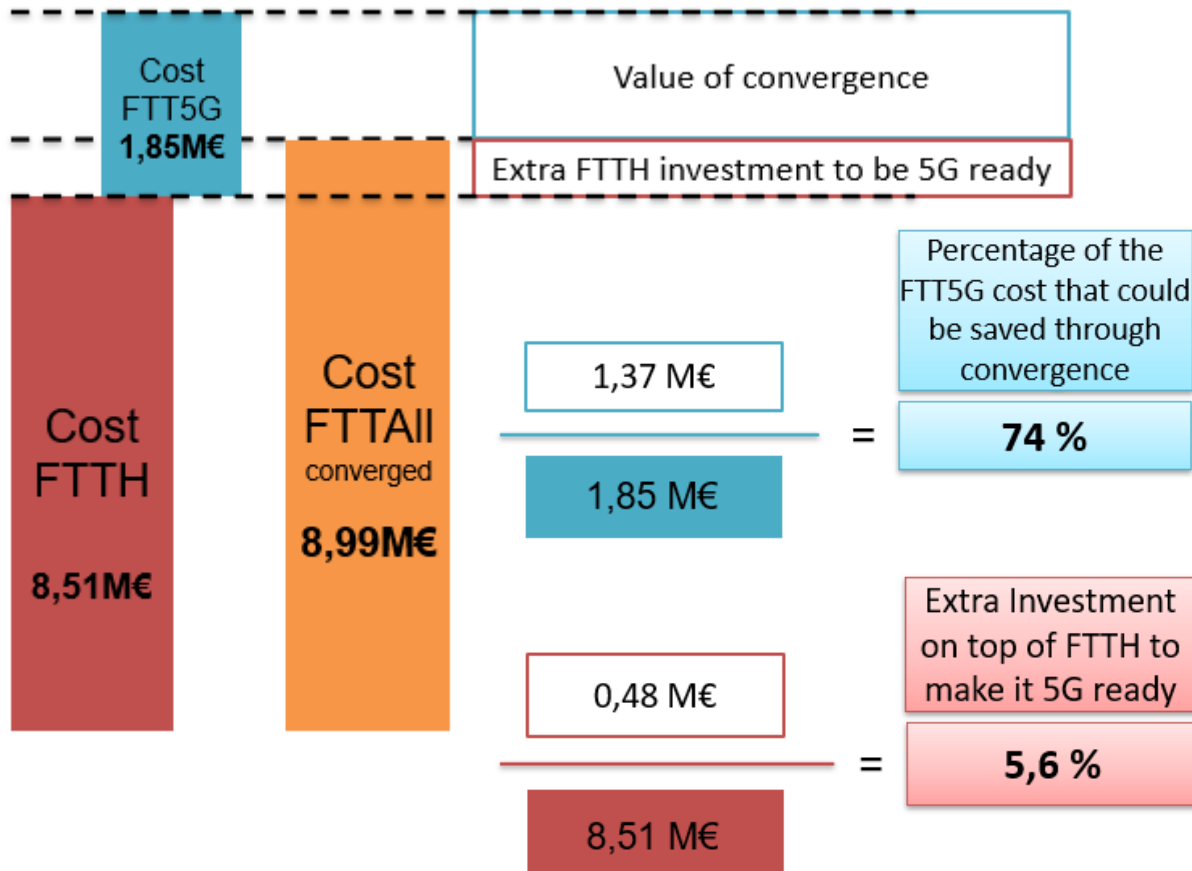 Cost
FTT5G
1,85M€
Value of convergence
Extra FTTH investment to be 5G ready
Cost
FTTH
8,51M€
Cost
FTTAll
converged
8,99M€
1,37 M€
1,85 M€
=
Percentage of the
FTT5G cost that could
be saved through
convergence
74 %
0,48 M€
8,51 M€
=
Extra Investment
on top of FTTH to
make it 5G ready
5,6 %